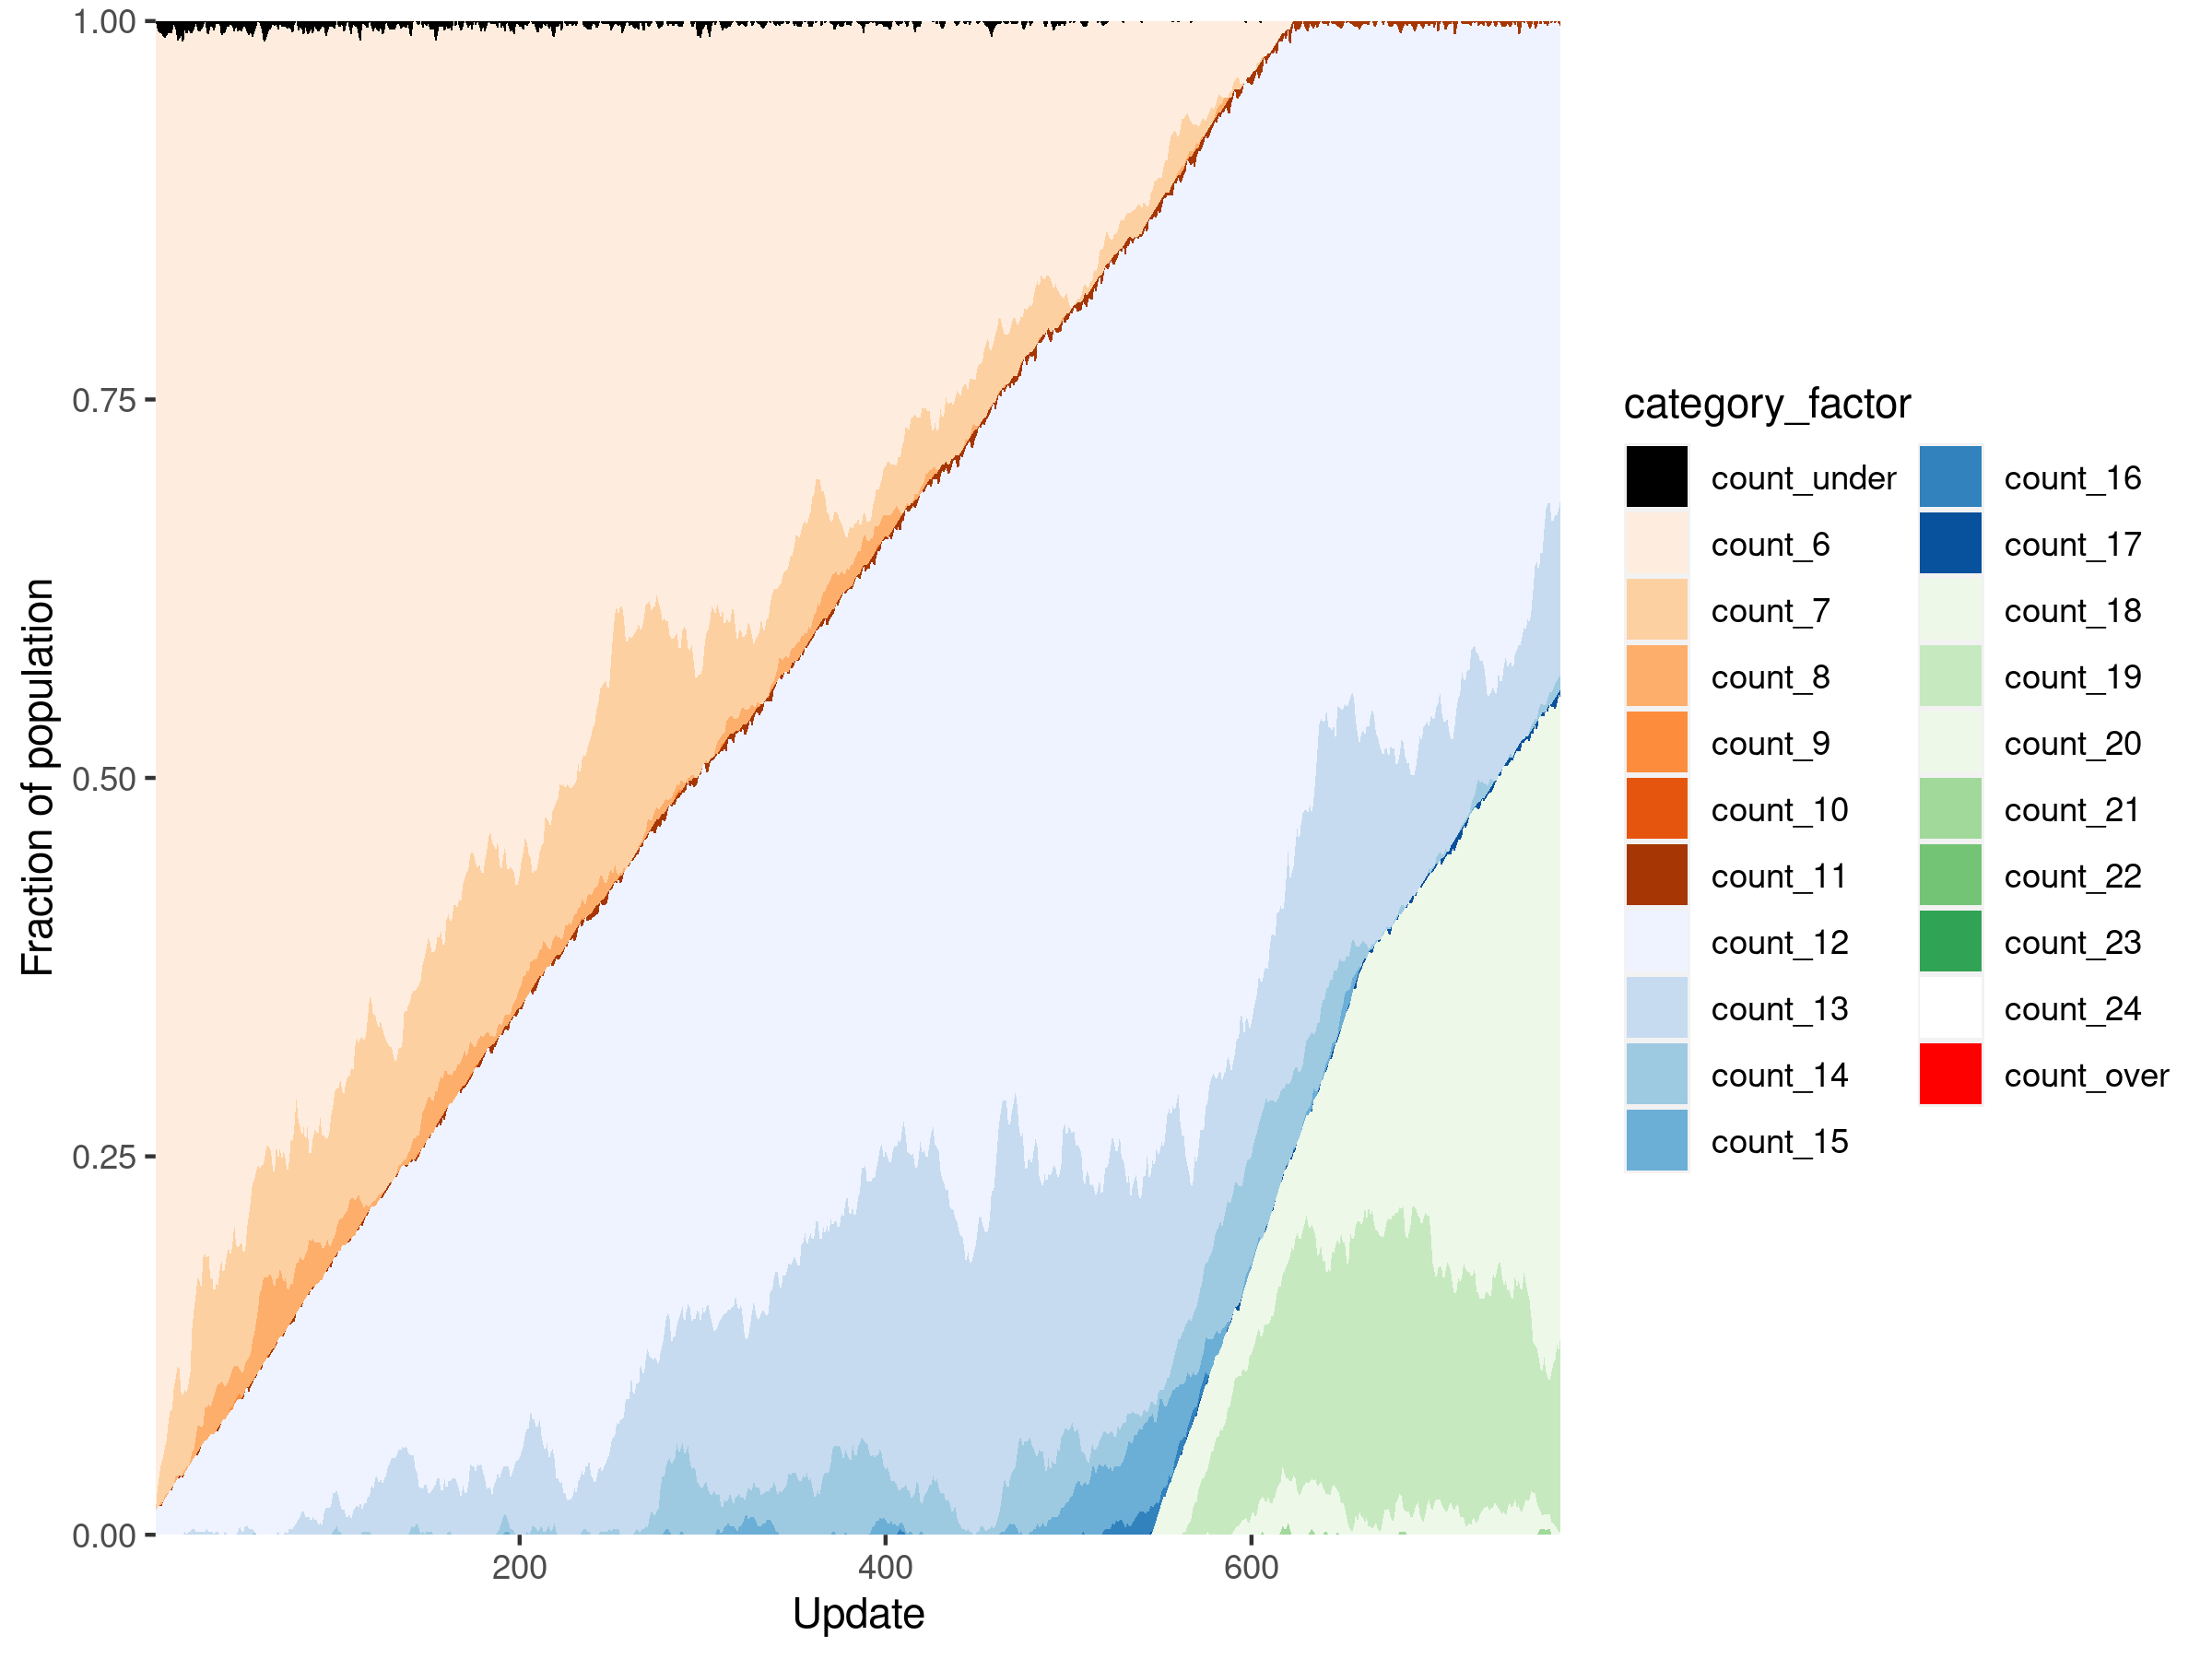 1.00
0.75
0.50
0.25
0.00
Fraction of population
200
400
600
Update
category_factor
count_under
count_6
count_7
count_8
count_9
count_10
count_11
count_12
count_13
count_14
count_15
count_16
count_17
count_18
count_19
count_20
count_21
count_22
count_23
count_24
count_over